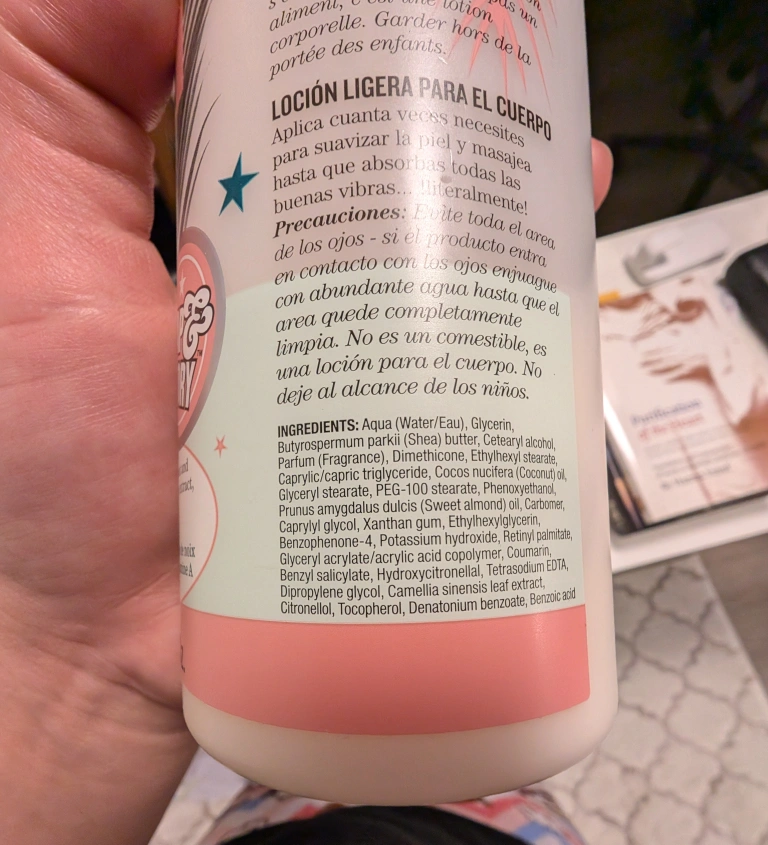 aliment, c'est une lotion
pas un
corporelle. Garder hors de la
portée des enfants.
LOCIÓN LIGERA PARA EL CUERPO
Aplica cuanta veces necesites
para suavizar la piel y masajea
hasta que absorbas todas las
buenas vibras... !literalmente!
Precauciones: Evite toda el area
de los ojos - si el producto entra
en contacto con los ojos enjuague
con abundante agua hasta que el
area quede completamente
limpia. No es un comestible, es
una loción para el cuerpo. No
deje al alcance de los niños.
INGREDIENTS: Aqua (Water/Eau), Glycerin,
Butyrospermum parkii (Shea) butter, Cetearyl alcohol,
Parfum (Fragrance), Dimethicone, Ethylhexyl stearate,
Caprylic/capric triglyceride, Cocos nucifera (Coconut) oil,
Glyceryl stearate, PEG-100 stearate, Phenoxyethanol,
Prunus amygdalus dulcis (Sweet almond) oil, Carbomer,
Caprylyl glycol, Xanthan gum, Ethylhexylglycerin,
Benzophenone-4, Potassium hydroxide, Retinyl palmitate,
Glyceryl acrylate/acrylic acid copolymer, Coumarin,
Benzyl salicylate, Hydroxycitronellal, Tetrasodium EDTA,
Dipropylene glycol, Camellia sinensis leaf extract,
Citronellol, Tocopherol, Denatonium benzoate, Benzoic acid